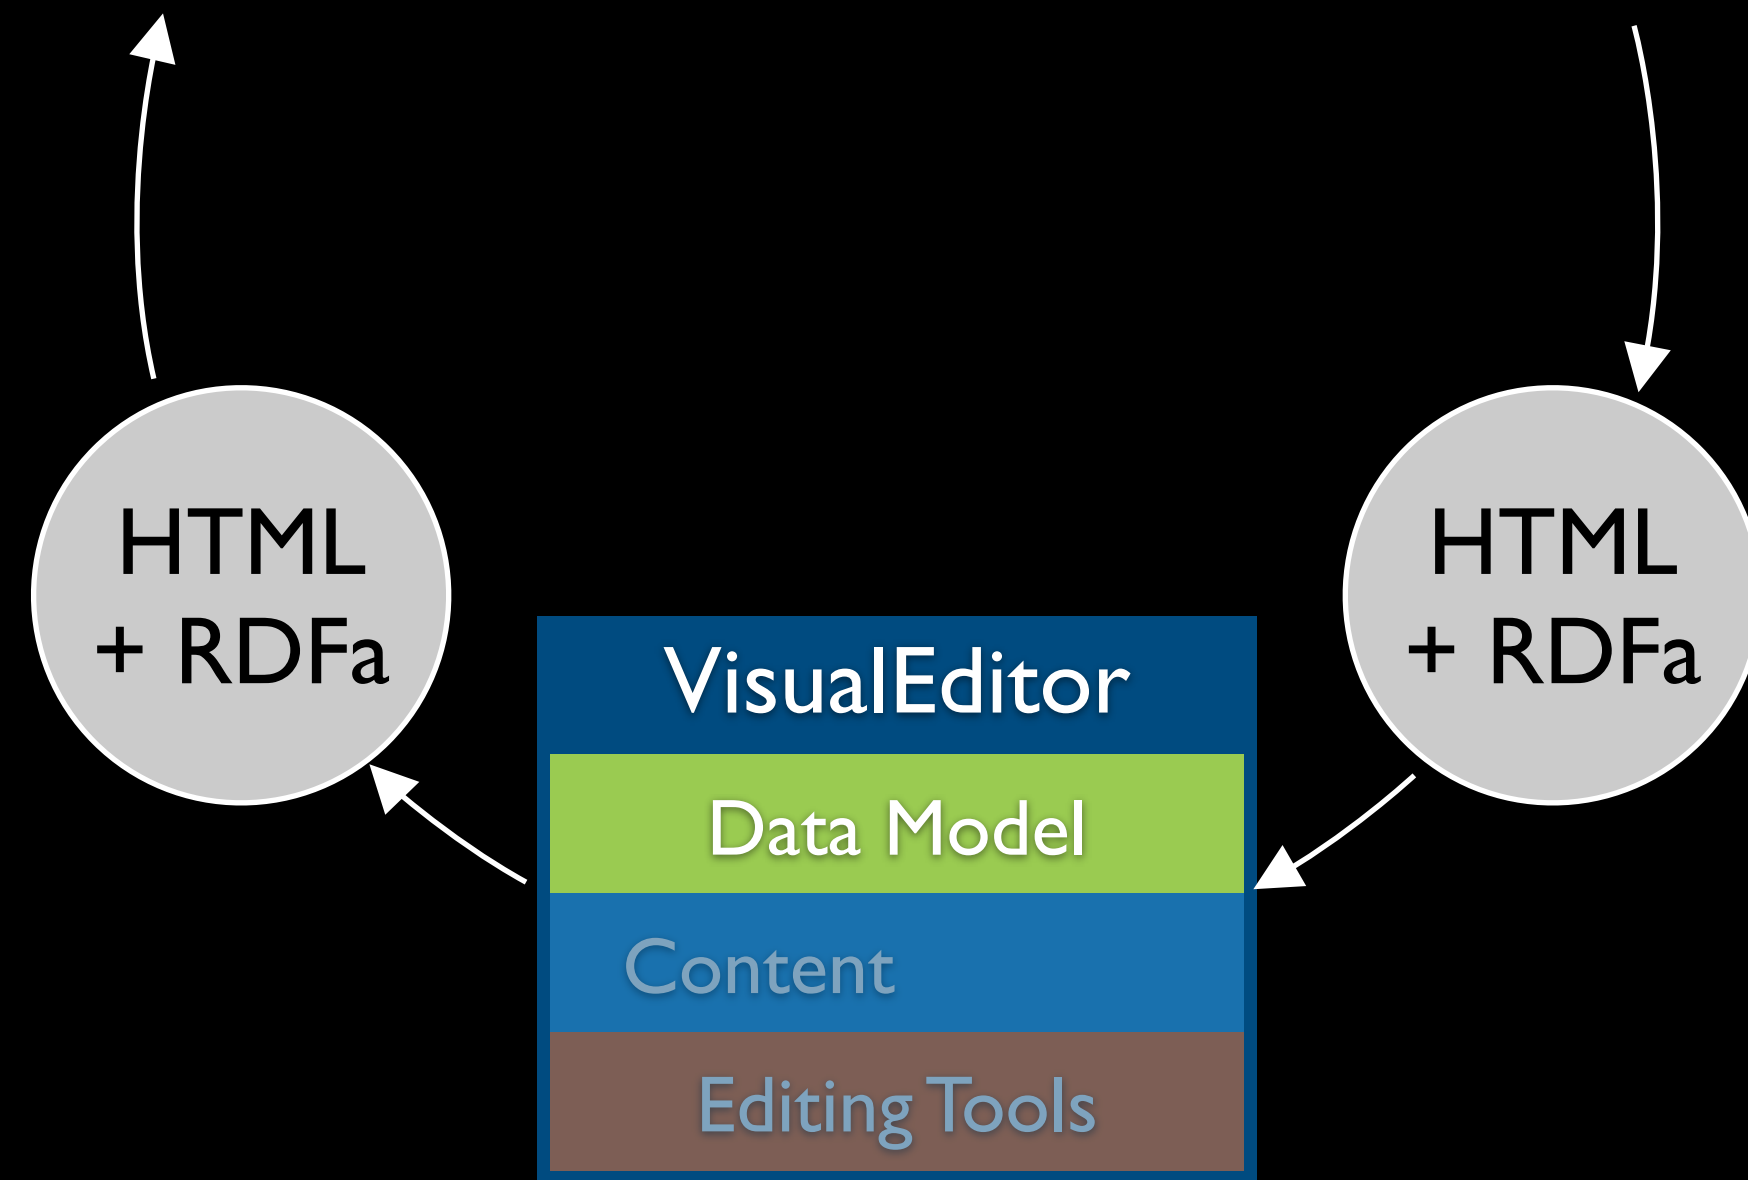 HTML
+ RDFa
HTML
+ RDFa
VisualEditor
Data Model
Content
Editing Tools